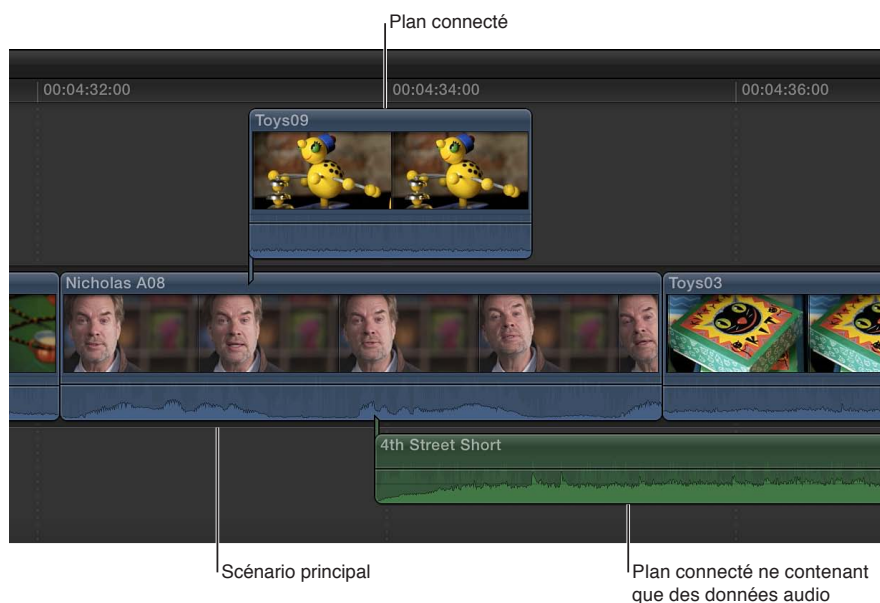 Plan connecté
00:04:32:00 00:04:34:00 00:04:36:00
Toys09
Nicholas A08 Toys03
4th Street Short
Scénario principal
Plan connecté ne contenant
que des données audio